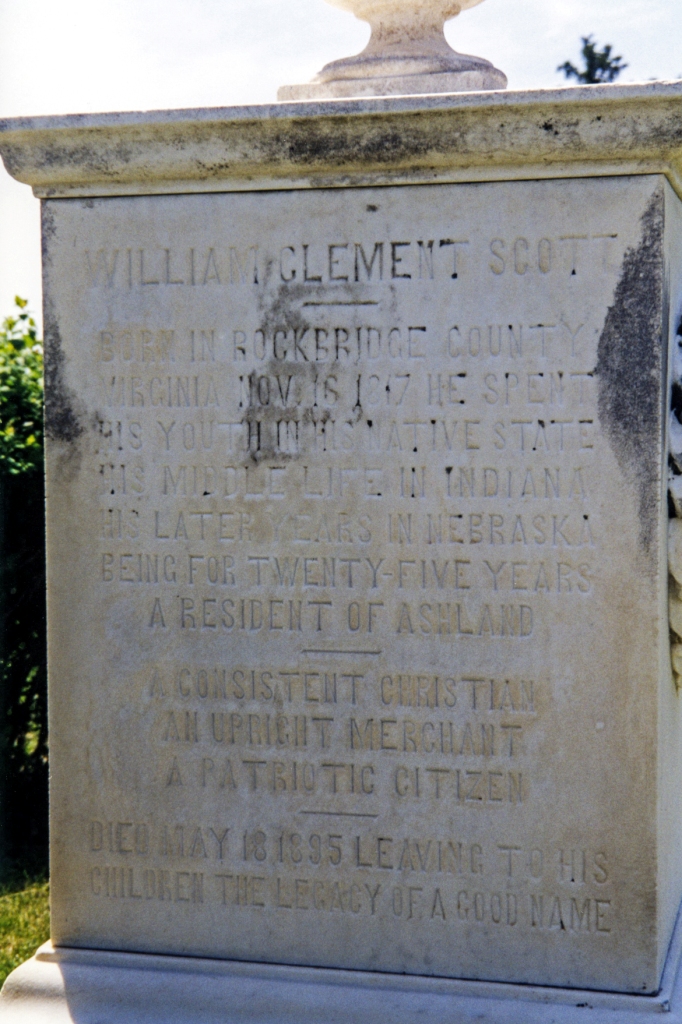 WILLIAM CLEMENT SCOTT
BORN IN ROCKBRIDGE COUNTY
VIRGINIA NOV. 16 1817 HE SPENT
HIS YOUTH IN HIS NATIVE STATE
HIS MIDDLE LIFE IN INDIANA
HIS LATER YEARS IN NEBRASKA
BEING FOR TWENTY-FIVE YEARS
A RESIDENT OF ASHLAND
A CONSISTENT CHRISTIAN
AN UPRIGHT MERCHANT
A PATRIOTIC CITIZEN
DIED MAY 18 1895 LEAVING TO HIS
CHILDREN THE LEGACY OF A GOOD NAME